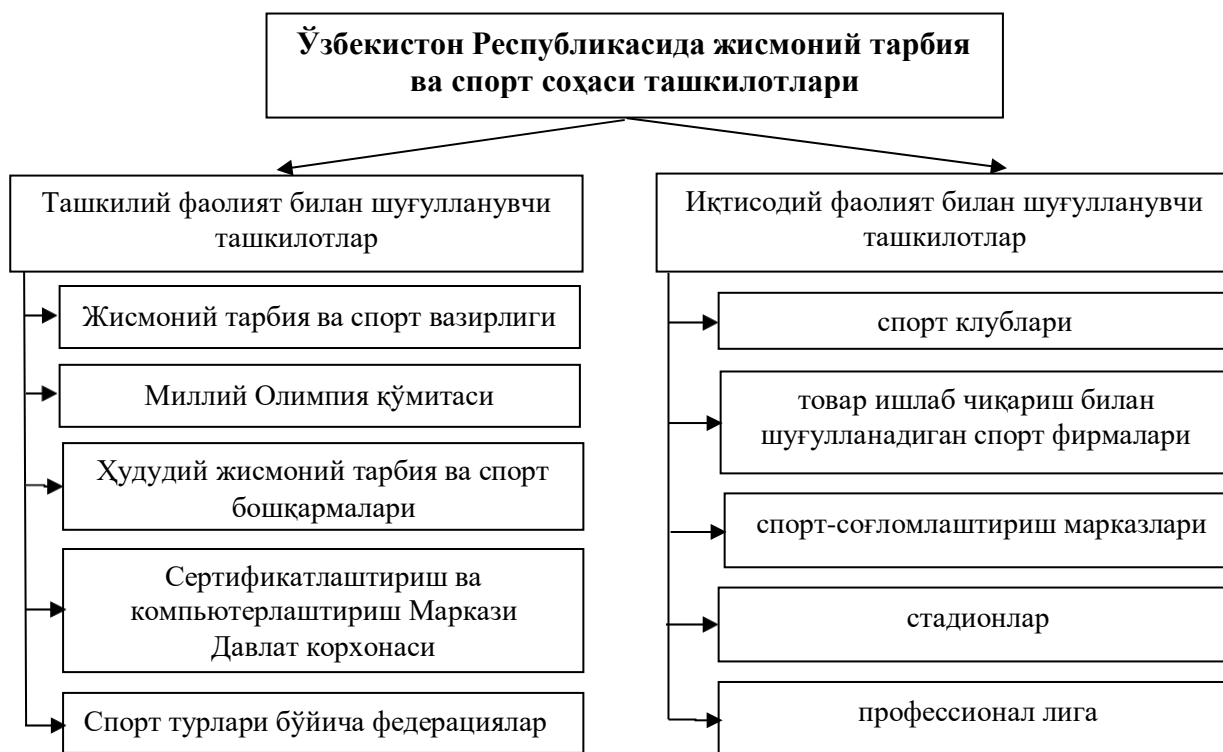 Ўзбекистон Республикасида жисмоний тарбия
ва спорт соҳаси ташкилотлари
Ташкилий фаолият билан шуғулланувчи
ташкилотлар
Жисмоний тарбия ва спорт вазирлиги
Миллий Олимпия қўмитаси
Ҳудудий жисмоний тарбия ва спорт
бошқармалари
Сертификатлаштириш ва
компьютерлаштириш Маркази
Давлат корхонаси
Спорт турлари бўйича федерациялар
Иқтисодий фаолият билан шуғулланувчи
ташкилотлар
спорт клублари
товар ишлаб чиқариш билан
шуғулланадиган спорт фирмалари
спорт-соғломлаштириш марказлари
стадионлар
профессионал лига